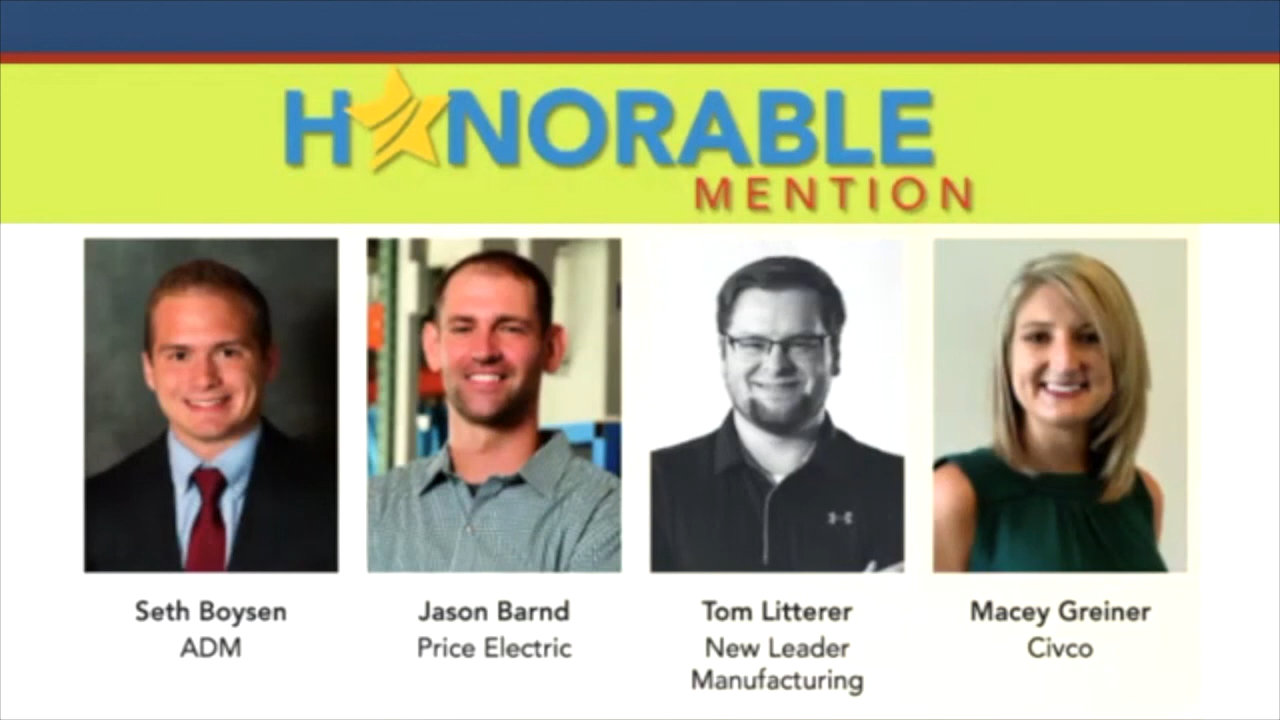 HONORABLE
MENTION
Seth Boysen
ADM
Jason Barnd
Price Electric
Tom Litterer
New Leader
Manufacturing
Macey Greiner
Civco